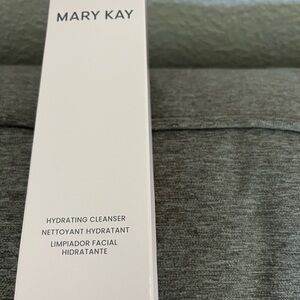 MARY KAY
HYDRATING CLEANSER
NETTOYANT HYDRATANT
LIMPIADOR FACIAL
HIDRATANTE